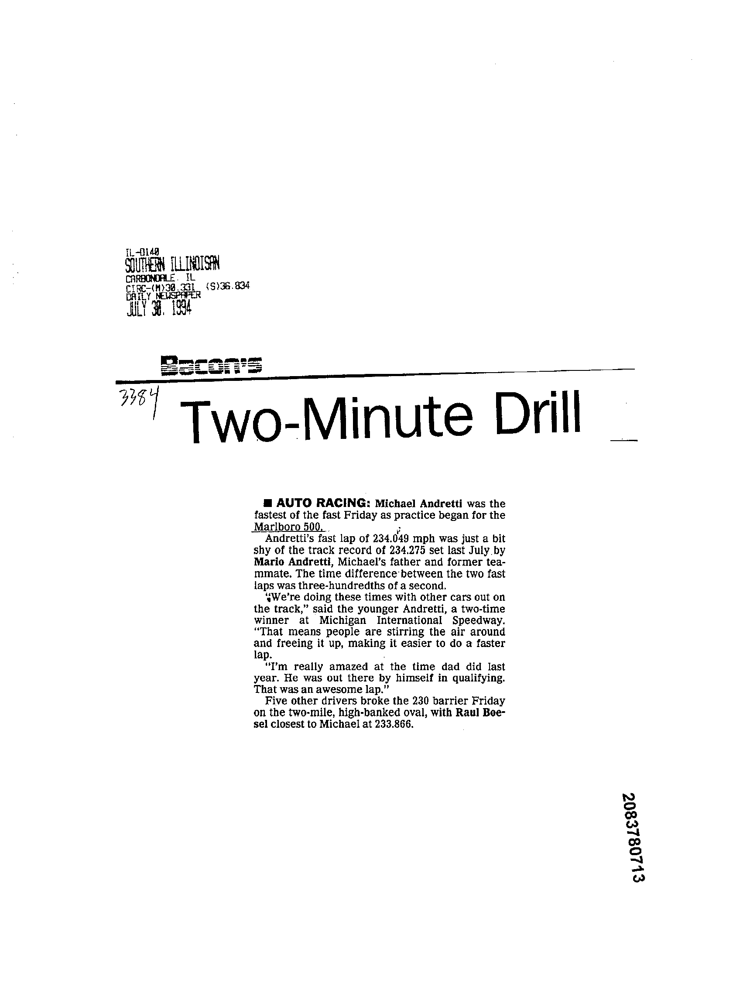 IL-0140
SOUTHERN ILLINOISAN
CARBONDALE, IL
CIRC-(M)30,331 (S)36,834
DAILY NEWSPAPER
JULY 30, 1994
Bacon's
3384
Two-Minute Drill
■ AUTO RACING: Michael Andretti was the
fastest of the fast Friday as practice began for the
Marlboro 500.
Andretti's fast lap of 234.049 mph was just a bit
shy of the track record of 234.275 set last July by
Mario Andretti, Michael's father and former tea-
mmate. The time difference between the two fast
laps was three-hundredths of a second.
"We're doing these times with other cars out on
the track," said the younger Andretti, a two-time
winner at Michigan International Speedway.
"That means people are stirring the air around
and freeing it up, making it easier to do a faster
lap.
"I'm really amazed at the time dad did last
year. He was out there by himself in qualifying.
That was an awesome lap."
Five other drivers broke the 230 barrier Friday
on the two-mile, high-banked oval, with Raul Boe-
sel closest to Michael at 233.866.
2083780713